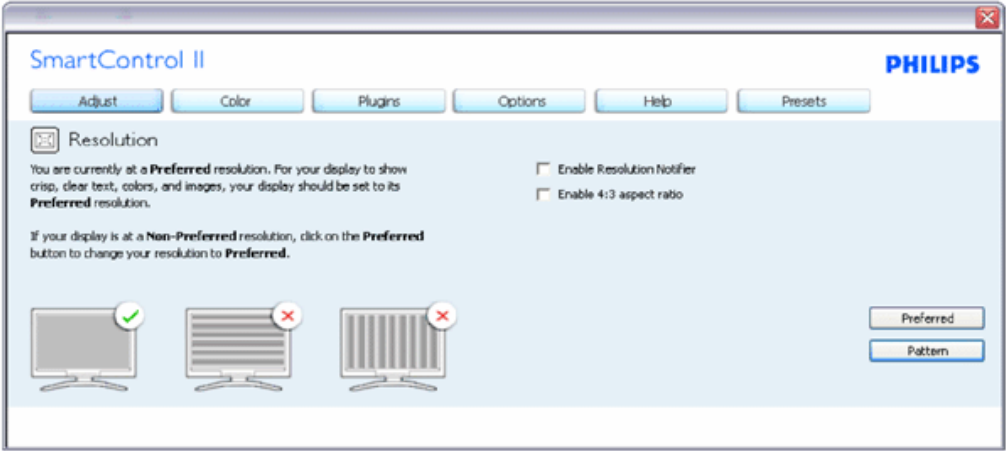 SmartControl II
PHILIPS
Adjust Color Plugins Options Help Presets
Resolution
You are currently at a Preferred resolution. For your display to show
crisp, clear text, colors, and images, your display should be set to its
Preferred resolution.
If your display is at a Non-Preferred resolution, click on the Preferred
button to change your resolution to Preferred.
Enable Resolution Notifier
Enable 4:3 aspect ratio
Preferred
Pattern